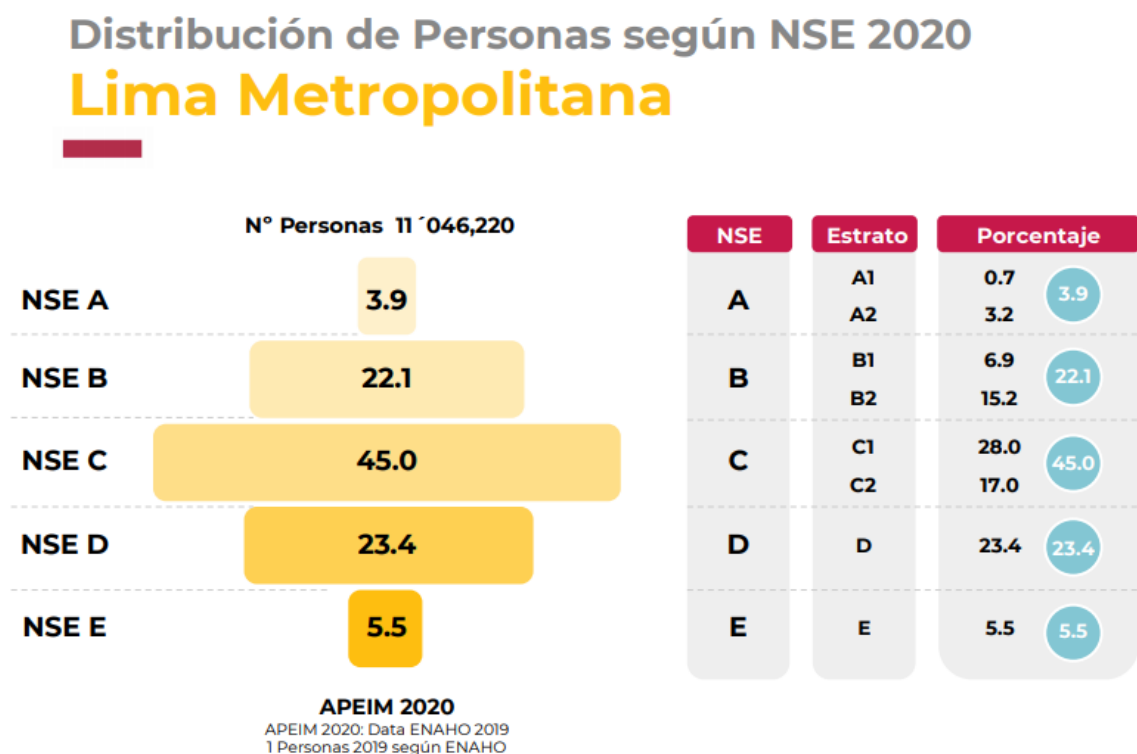 Distribución de Personas según NSE 2020
Lima Metropolitana
Nº Personas 11 ´046,220
NSE A 3.9
NSE B 22.1
NSE C 45.0
NSE D 23.4
NSE E 5.5
APEIM 2020
APEIM 2020: Data ENAHO 2019
1 Personas 2019 según ENAHO
NSE Estrato Porcentaje
A1 0.7
A 3.9
A2 3.2
B1 6.9
B 22.1
B2 15.2
C1 28.0
C 45.0
C2 17.0
D D 23.4 23.4
E E 5.5 5.5